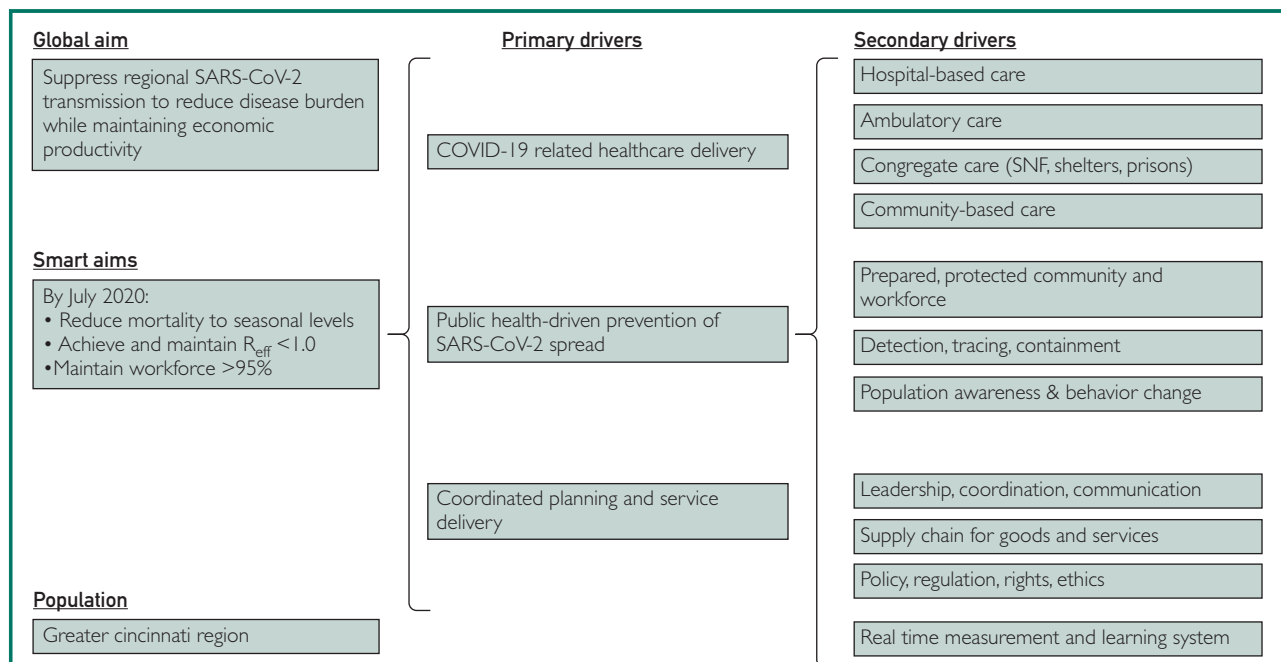 Global aim
Suppress regional SARS-CoV-2
transmission to reduce disease burden
while maintaining economic
productivity
Smart aims
By July 2020:
• Reduce mortality to seasonal levels
• Achieve and maintain Reff <1.0
•Maintain workforce >95%
Population
Greater cincinnati region
Primary drivers
COVID-19 related healthcare delivery
Public health-driven prevention of
SARS-CoV-2 spread
Coordinated planning and service
delivery
Secondary drivers
Hospital-based care
Ambulatory care
Congregate care (SNF, shelters, prisons)
Community-based care
Prepared, protected community and
workforce
Detection, tracing, containment
Population awareness & behavior change
Leadership, coordination, communication
Supply chain for goods and services
Policy, regulation, rights, ethics
Real time measurement and learning system